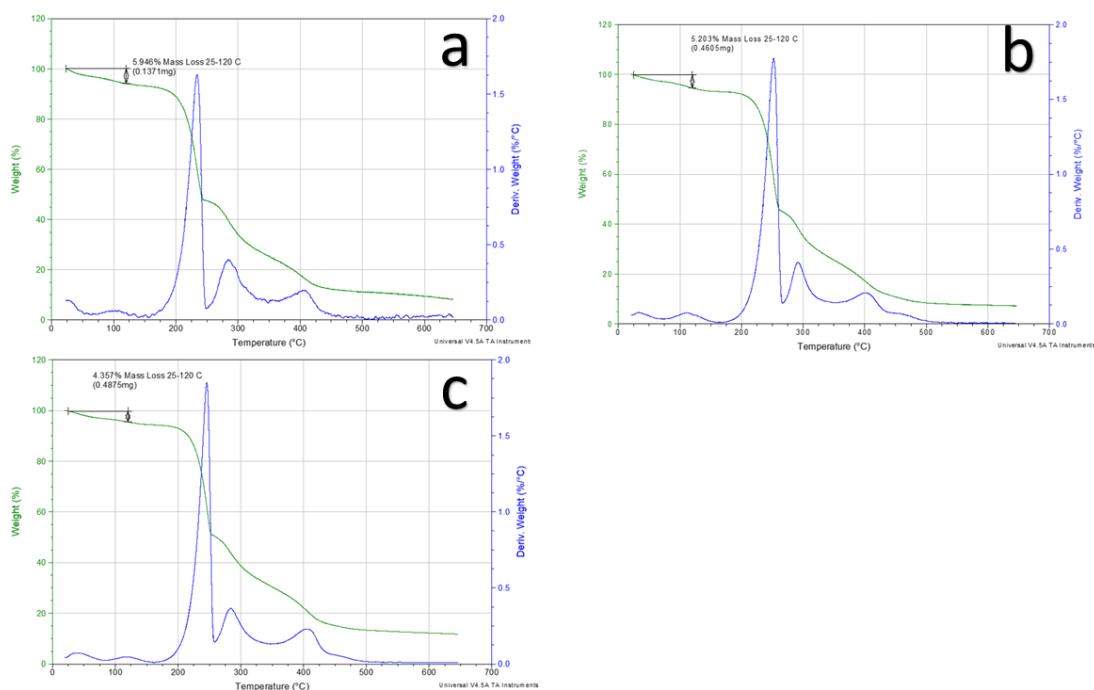 a
5.946% Mass Loss 25-120 C
(0.1371mg)
120
100
80
60
40
20
0
Weight (%)
2.0
1.5
1.0
0.5
0.0
Deriv. Weight (%/°C)
0
100
200
300
400
500
600
700
Temperature (°C)
Universal V4.5A TA Instruments
b
5.203% Mass Loss 25-120 C
(0.4605mg)
120
100
80
60
40
20
0
Weight (%)
2.0
1.5
1.0
0.5
0.0
Deriv. Weight (%/°C)
0
100
200
300
400
500
600
700
Temperature (°C)
Universal V4.5A TA Instruments
c
4.357% Mass Loss 25-120 C
(0.4875mg)
120
100
80
60
40
20
0
Weight (%)
2.0
1.5
1.0
0.5
0.0
Deriv. Weight (%/°C)
0
100
200
300
400
500
600
700
Temperature (°C)
Universal V4.5A TA Instruments